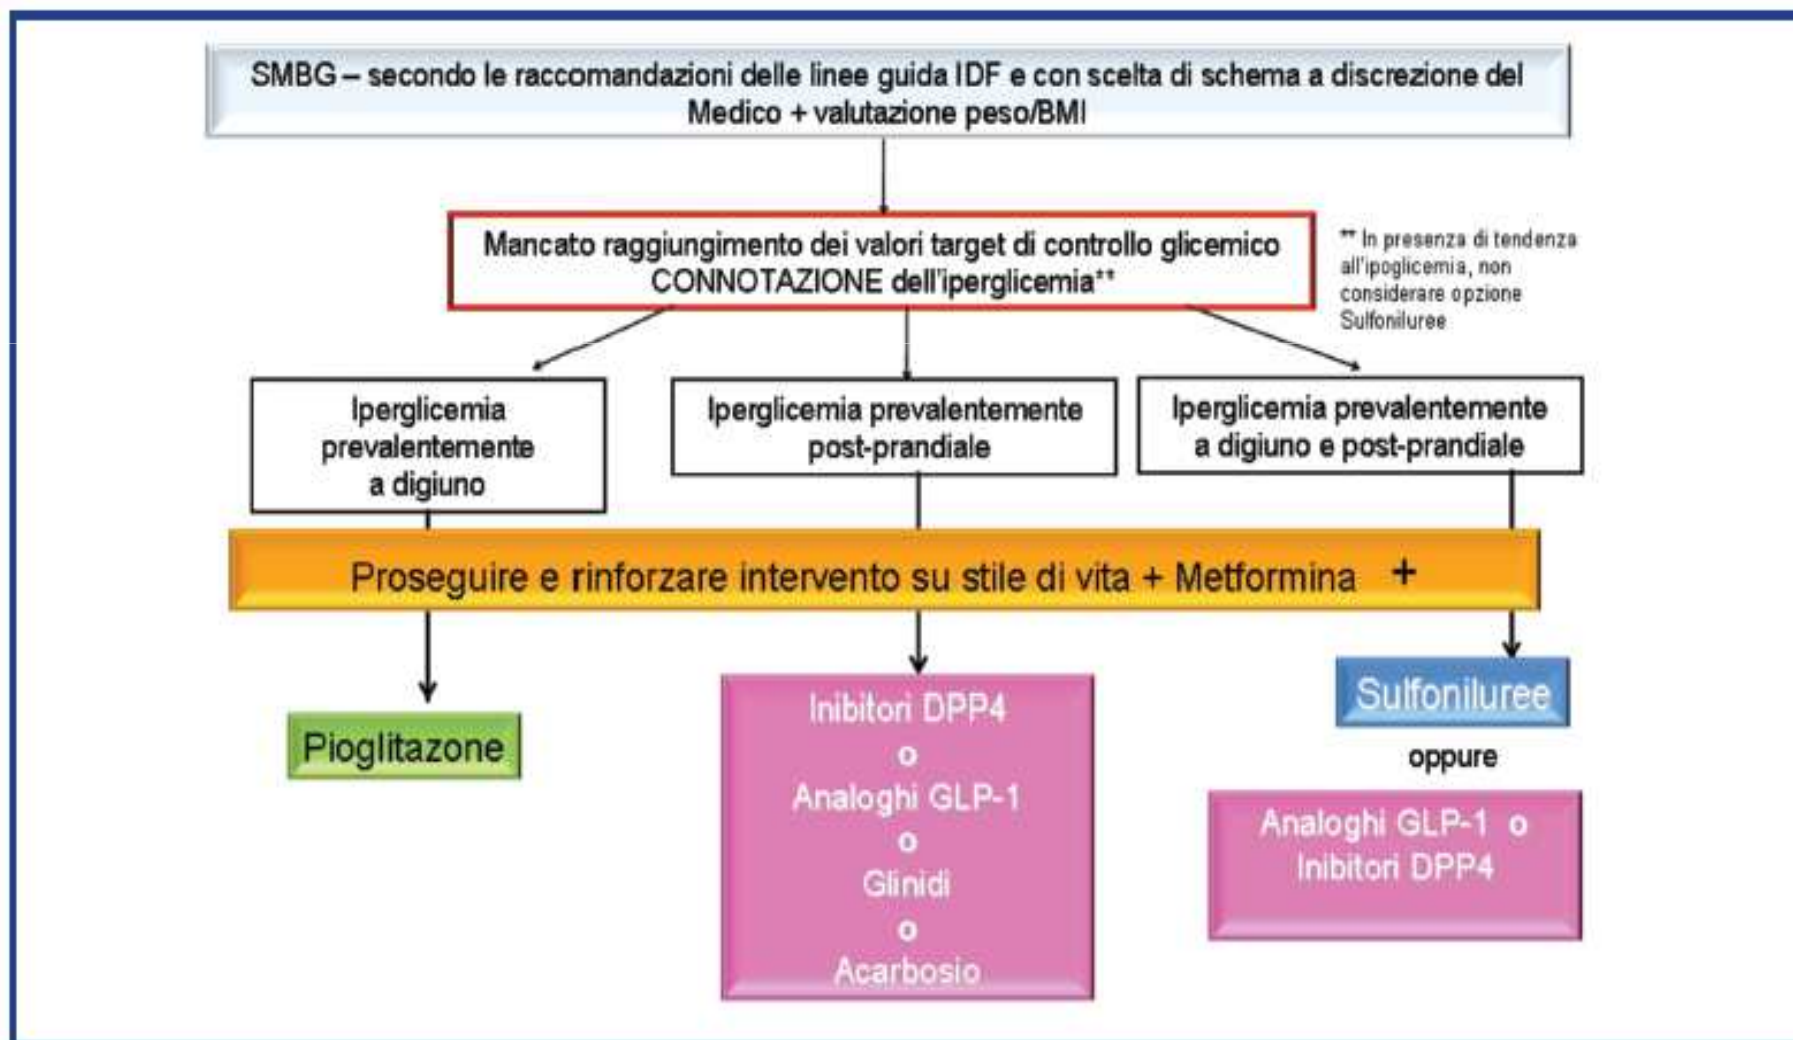 SMBG – secondo le raccomandazioni delle linee guida IDF e con scelta di schema a discrezione del
Medico + valutazione peso/BMI
Mancato raggiungimento dei valori target di controllo glicemico
CONNOTAZIONE dell'iperglicemia**
** In presenza di tendenza
all'ipoglicemia, non
considerare opzione
Sulfoniluree
Iperglicemia
prevalentemente
a digiuno
Iperglicemia prevalentemente
post-prandiale
Iperglicemia prevalentemente
a digiuno e post-prandiale
Proseguire e rinforzare intervento su stile di vita + Metformina +
Pioglitazone
Inibitori DPP4
o
Analoghi GLP-1
o
Glinidi
o
Acarbosio
Sulfoniluree
oppure
Analoghi GLP-1 o
Inibitori DPP4